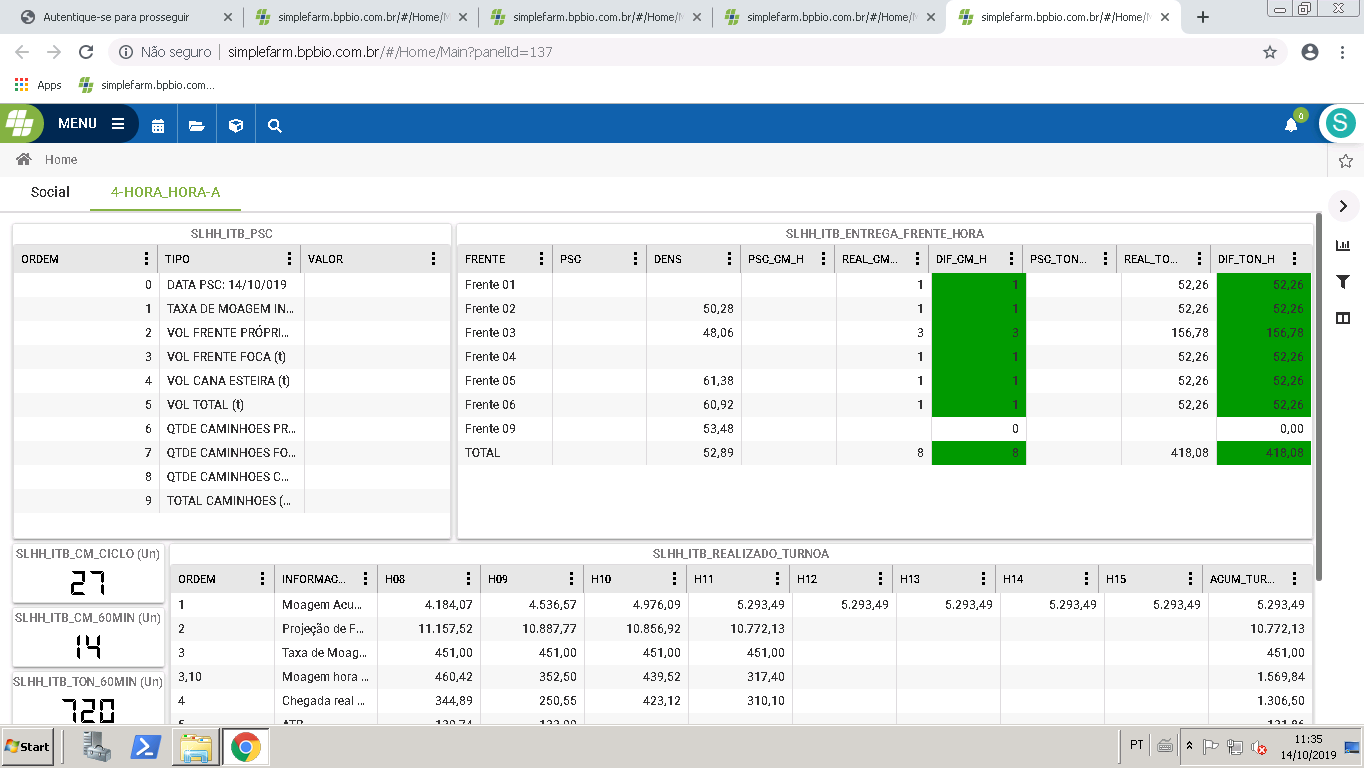 Autentique-se para prosseguir
simplefarm.bpbio.com.br/#/Home/M
simplefarm.bpbio.com.br/#/Home/M
simplefarm.bpbio.com.br/#/Home/M
simplefarm.bpbio.com.br/#/Home/M
Não seguro | simplefarm.bpbio.com.br/#/Home/Main?panelId=137
Apps simplefarm.bpbio.com...
MENU
0
S
Home
Social 4-HORA_HORA-A
SLHH_ITB_PSC
ORDEM TIPO VALOR
0 DATA PSC: 14/10/019
1 TAXA DE MOAGEM IN...
2 VOL FRENTE PRÓPRI...
3 VOL FRENTE FOCA (t)
4 VOL CANA ESTEIRA (t)
5 VOL TOTAL (t)
6 QTDE CAMINHOES PR...
7 QTDE CAMINHOES FO...
8 QTDE CAMINHOES C...
9 TOTAL CAMINHOES (...
SLHH_ITB_ENTREGA_FRENTE_HORA
FRENTE PSC DENS PSC_CM_H REAL_CM... DIF_CM_H PSC_TON... REAL_TO... DIF_TON_H
Frente 01 1 1 52,26 52,26
Frente 02 50,28 1 1 52,26 52,26
Frente 03 48,06 3 3 156,78 156,78
Frente 04 1 1 52,26 52,26
Frente 05 61,38 1 1 52,26 52,26
Frente 06 60,92 1 1 52,26 52,26
Frente 09 53,48 0 0,00
TOTAL 52,89 8 8 418,08 418,08
SLHH_ITB_CM_CICLO (Un)
27
SLHH_ITB_CM_60MIN (Un)
14
SLHH_ITB_TON_60MIN (Un)
720
SLHH_ITB_REALIZADO_TURNOA
ORDEM INFORMAC... H08 H09 H10 H11 H12 H13 H14 H15 ACUM_TUR...
1 Moagem Acu... 4.184,07 4.536,57 4.976,09 5.293,49 5.293,49 5.293,49 5.293,49 5.293,49 5.293,49
2 Projeção de F... 11.157,52 10.887,77 10.856,92 10.772,13 10.772,13
3 Taxa de Moag... 451,00 451,00 451,00 451,00 451,00
3,10 Moagem hora ... 460,42 352,50 439,52 317,40 1.569,84
4 Chegada real ... 344,89 250,55 423,12 310,10 1.306,50
Start
PT
11:35
14/10/2019